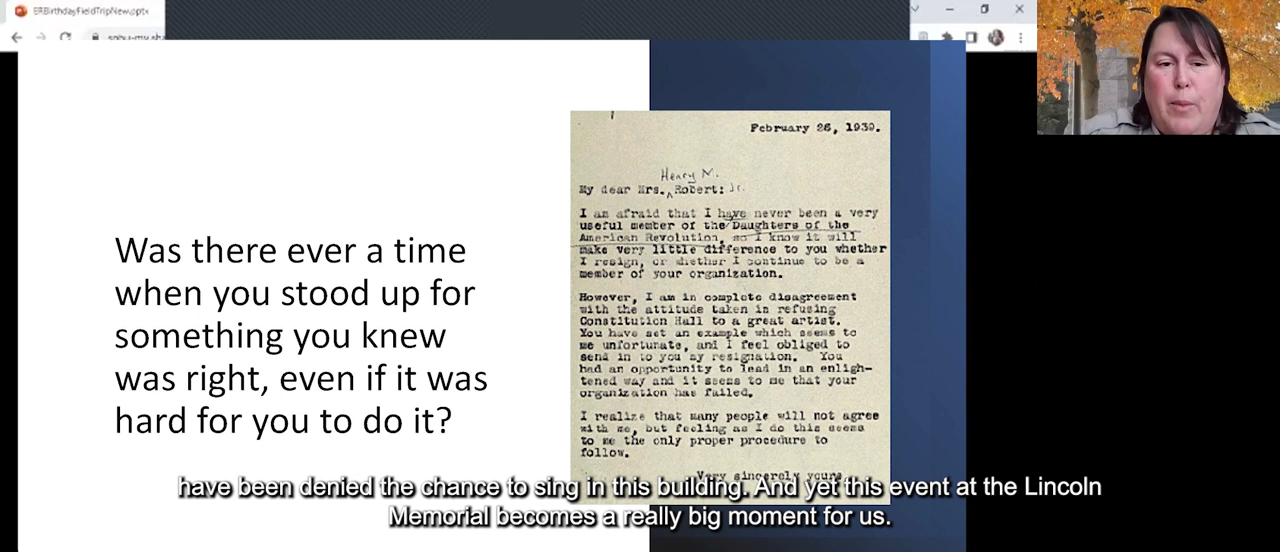 ERBirthdayFieldTripNew.pptx
Was there ever a time
when you stood up for
something you knew
was right, even if it was
hard for you to do it?
February 26, 1939.
Henry M.
My dear Mrs. ^ Robert: Jr.
I am afraid that I have never been a very
useful member of the Daughters of the
American Revolution, so I know it will
make very little difference to you whether
I resign, or whether I continue to be a
member of your organization.
However, I am in complete disagreement
with the attitude taken in refusing
Constitution Hall to a great artist.
You have set an example which seems to
me unfortunate, and I feel obliged to
send in to you my resignation. You
had an opportunity to lead in an enligh-
tened way and it seems to me that your
organization has failed.
I realize that many people will not agree
with me, but feeling as I do this seems
to me the only proper procedure to
follow.
Very sincerely yours
have been denied the chance to sing in this building. And yet this event at the Lincoln
Memorial becomes a really big moment for us.